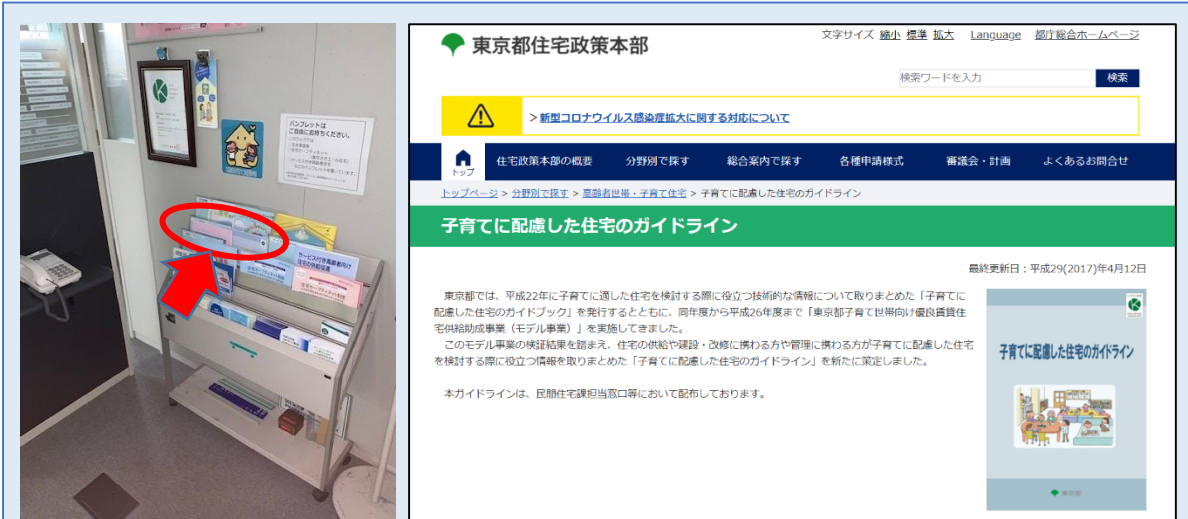 パンフレットは
ご自由にお持ちください。
サービス付き高齢者向け
住宅の供給促進
東京都住宅政策本部
文字サイズ 縮小 標準 拡大 Language 都庁総合ホームページ
検索ワードを入力 検索
>新型コロナウイルス感染症拡大に関する対応について
トップ 住宅政策本部の概要 分野別で探す 総合案内で探す 各種申請様式 審議会・計画 よくあるお問合せ
トップページ > 分野別で探す > 高齢者世帯・子育て住宅 > 子育てに配慮した住宅のガイドライン
子育てに配慮した住宅のガイドライン
最終更新日:平成29(2017)年4月12日
東京都では、平成22年に子育てに適した住宅を検討する際に役立つ技術的な情報について取りまとめた「子育てに
配慮した住宅のガイドブック」を発行するとともに、同年度から平成26年度まで「東京都子育て世帯向け優良賃貸住
宅供給助成事業(モデル事業)」を実施してきました。
このモデル事業の検証結果を踏まえ、住宅の供給や建設・改修に携わる方や管理に携わる方が子育てに配慮した住宅
を検討する際に役立つ情報を取りまとめた「子育てに配慮した住宅のガイドライン」を新たに策定しました。
本ガイドラインは、民間住宅課担当窓口等において配布しております。
子育てに配慮した住宅のガイドライン
東京都